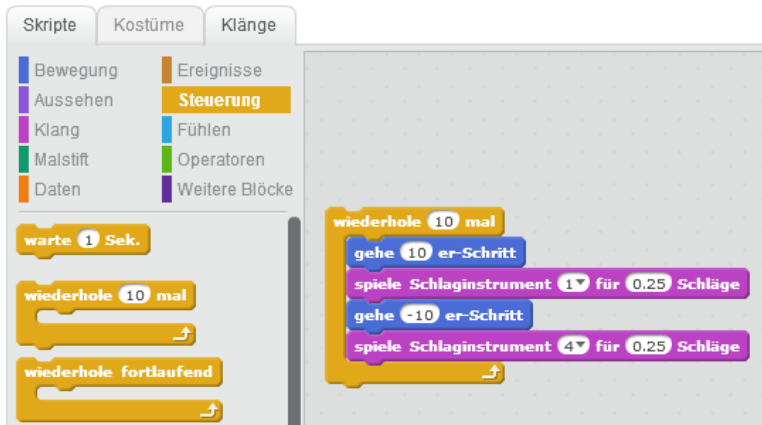 Skripte Kostüme Klänge
Bewegung Ereignisse
Aussehen Steuerung
Klang Fühlen
Malstift Operatoren
Daten Weitere Blöcke
warte 1 Sek.
wiederhole 10 mal
wiederhole fortlaufend
wiederhole 10 mal
gehe 10 er-Schritt
spiele Schlaginstrument 1 für 0.25 Schläge
gehe -10 er-Schritt
spiele Schlaginstrument 4 für 0.25 Schläge